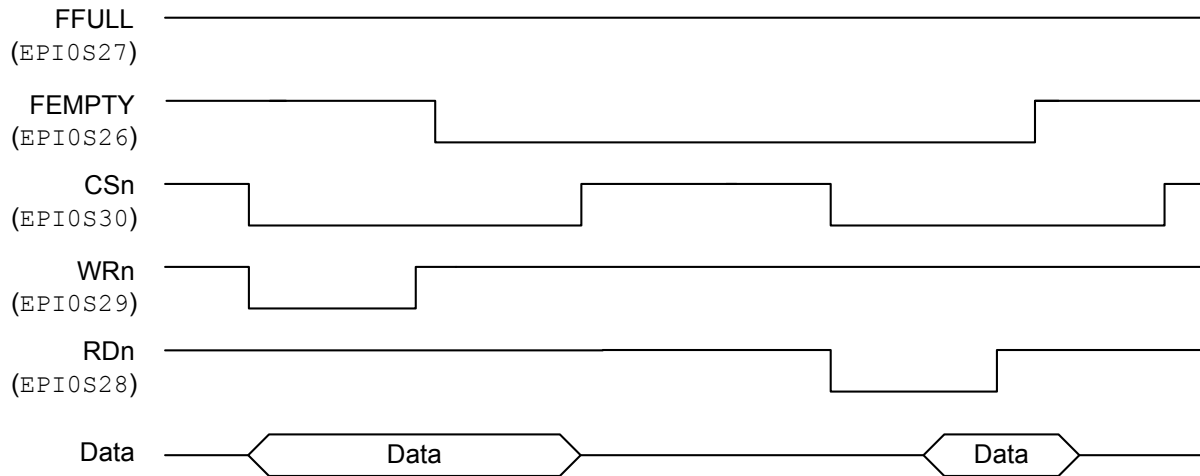 FFULL
(EPI0S27)
FEMPTY
(EPI0S26)
CSn
(EPI0S30)
WRn
(EPI0S29)
RDn
(EPI0S28)
Data
Data
Data